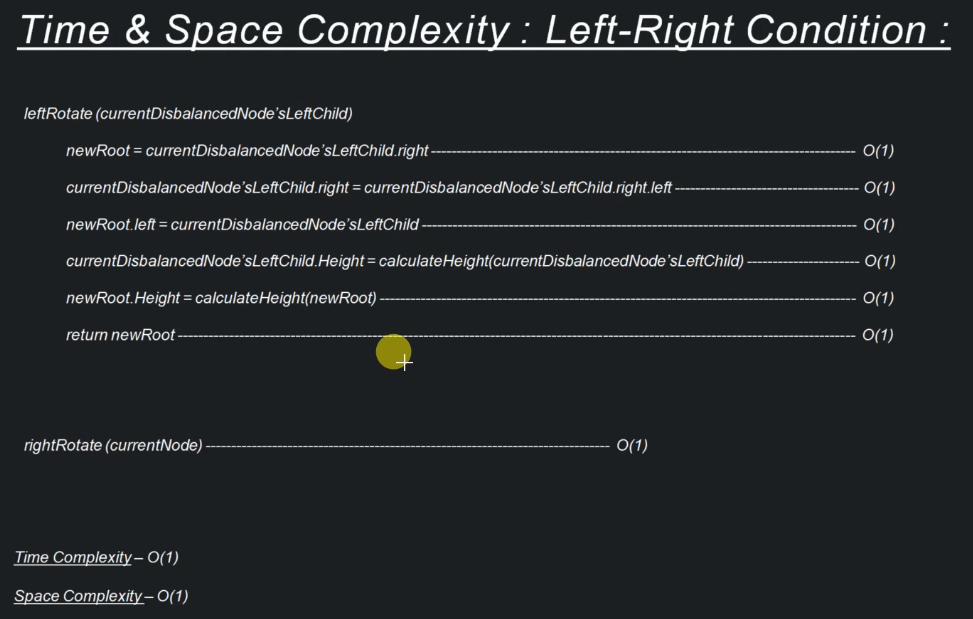 Time & Space Complexity : Left-Right Condition :
leftRotate (currentDisbalancedNode’sLeftChild)
newRoot = currentDisbalancedNode’sLeftChild.right ---------------------------------------- O(1)
currentDisbalancedNode’sLeftChild.right = currentDisbalancedNode’sLeftChild.right.left -------------------- O(1)
newRoot.left = currentDisbalancedNode’sLeftChild ---------------------------------------- O(1)
currentDisbalancedNode’sLeftChild.Height = calculateHeight(currentDisbalancedNode’sLeftChild) ---------------------- O(1)
newRoot.Height = calculateHeight(newRoot) ---------------------------------------- O(1)
return newRoot ---------------------------------------- O(1)
rightRotate (currentNode) ---------------------------------------- O(1)
Time Complexity – O(1)
Space Complexity – O(1)